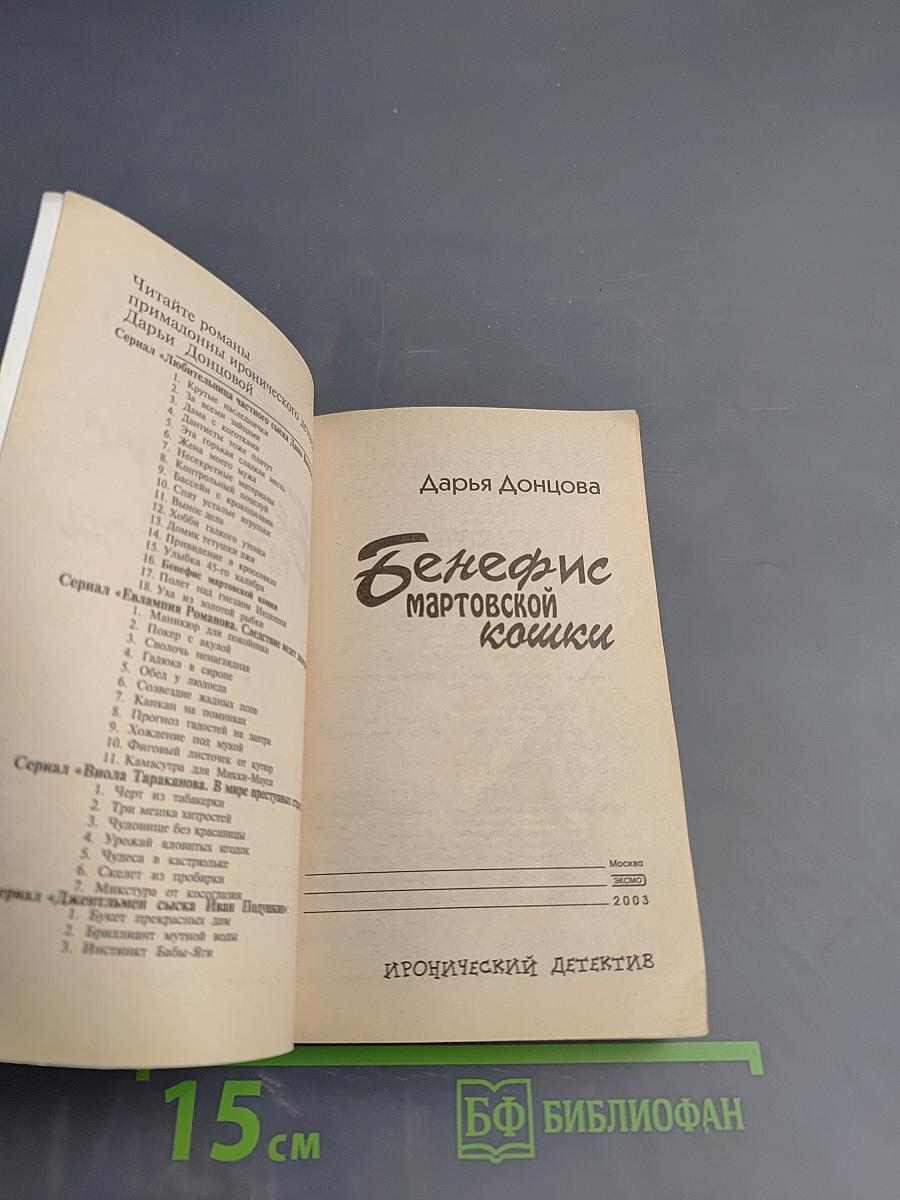 Читайте романы
примадонны иронического
Дарьи Донцовой
Сериал «Любительница частного сыска Даша
1. Крутые наследнички
2. За всеми зайцами
3. Дама с коготками
4. Дантисты тоже плачут
5. Эта горькая сладкая месть
6. Жена моего мужа
7. Несекретные материалы
8. Контрольный поцелуй
9. Бассейн с крокодилами
10. Спят усталые игрушки
11. Вынос дела
12. Хобби гадкого утенка
13. Домик тетушки лжи
14. Привидение в кроссовках
15. Улыбка 45-го калибра
16. Бенефис мартовской кошки
17. Полет над гнездом Индюшки
18. Уха из золотой рыбки
Сериал «Евлампия Романова. Следствие ведет
1. Маникюр для покойника
2. Покер с акулой
3. Сволочь ненаглядная
4. Гадюка в сиропе
5. Обед у людоеда
6. Созвездие жадных псов
7. Канкан на поминках
8. Прогноз гадостей на завтра
9. Хождение под мухой
10. Фиговый листочек от кутюр
11. Камасутра для Микки-Мауса
Сериал «Виола Тараканова. В мире преступных
1. Черт из табакерки
2. Три мешка хитростей
3. Чудовище без красавицы
4. Урожай ядовитых ягодок
5. Чудеса в кастрюльке
6. Скелет из пробирки
7. Микстура от косоглазия
Сериал «Джентльмен сыска Иван Подушкин»:
1. Букет прекрасных дам
2. Бриллиант мутной воды
3. Инстинкт Бабы-Яги
Дарья Донцова
Бенефис
мартовской
кошки
Москва
ЭКСМО
2003
ИРОНИЧЕСКИЙ ДЕТЕКТИВ
15 см
БФ БИБЛИОФАН